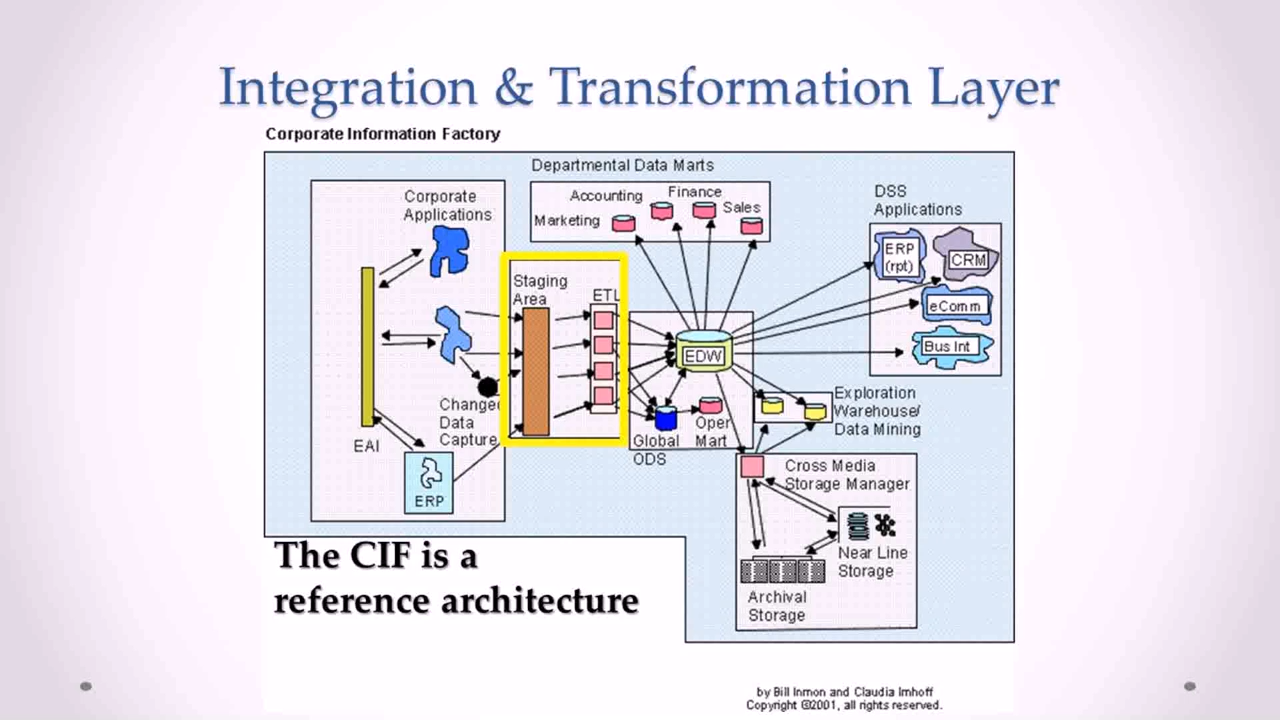 Integration & Transformation Layer
Corporate Information Factory
Departmental Data Marts
Accounting
Finance
Marketing
Sales
Corporate
Applications
DSS
Applications
ERP
(rpt)
CRM
eComm
Bus Int
Staging
Area
ETL
EDW
Changed
Data
Capture
EAI
ERP
Global
ODS
Oper
Mart
Exploration
Warehouse/
Data Mining
Cross Media
Storage Manager
Near Line
Storage
Archival
Storage
The CIF is a
reference architecture
by Bill Inmon and Claudia Imhoff
Copyright ©2001, all rights reserved.